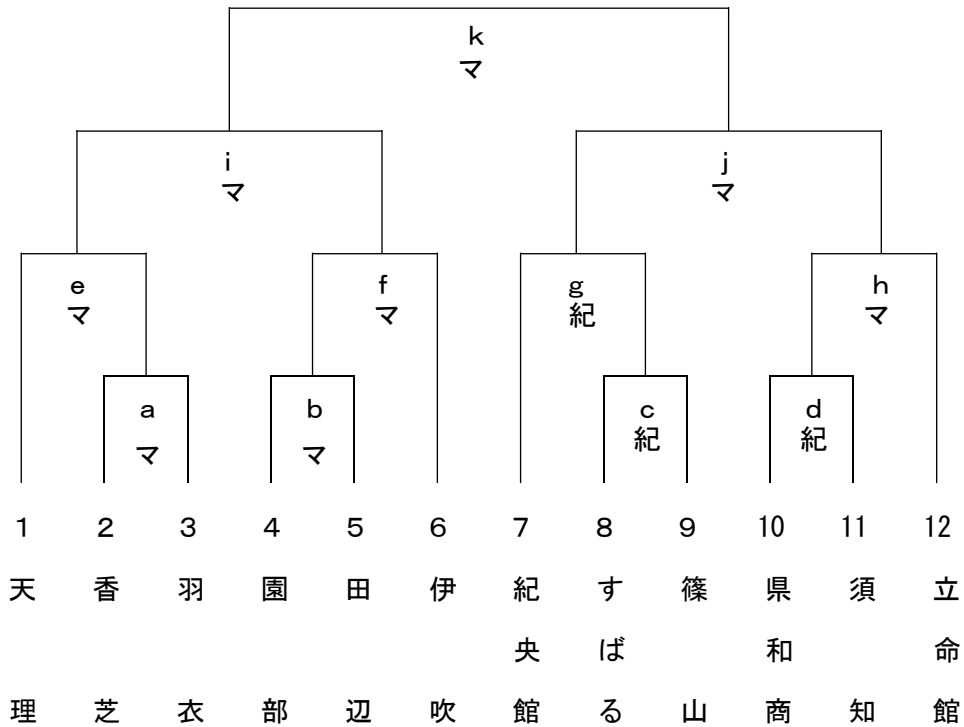 k
マ
i j
マ マ
e f g h
マ マ 紀 マ
a b c d
マ マ 紀 紀
1 2 3 4 5 6 7 8 9 10 11 12
天理 香芝 羽衣 園部 田辺 伊吹 紀央館 すばる 篠山 県和商 須知 立命館